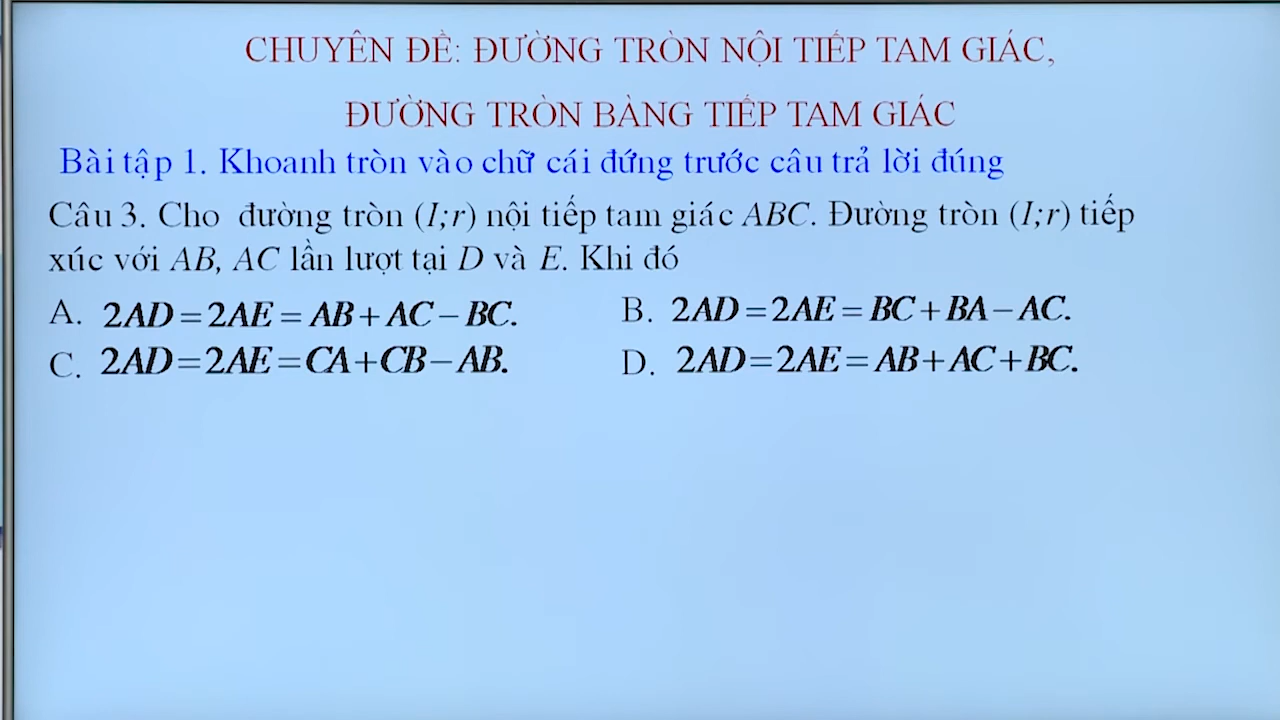 CHUYÊN ĐỀ: ĐƯỜNG TRÒN NỘI TIẾP TAM GIÁC,
ĐƯỜNG TRÒN BÀNG TIẾP TAM GIÁC
Bài tập 1. Khoanh tròn vào chữ cái đứng trước câu trả lời đúng
Câu 3. Cho đường tròn (I;r) nội tiếp tam giác ABC. Đường tròn (I;r) tiếp
xúc với AB, AC lần lượt tại D và E. Khi đó
A. 2AD = 2AE = AB + AC − BC. B. 2AD = 2AE = BC + BA − AC.
C. 2AD = 2AE = CA + CB − AB. D. 2AD = 2AE = AB + AC + BC.